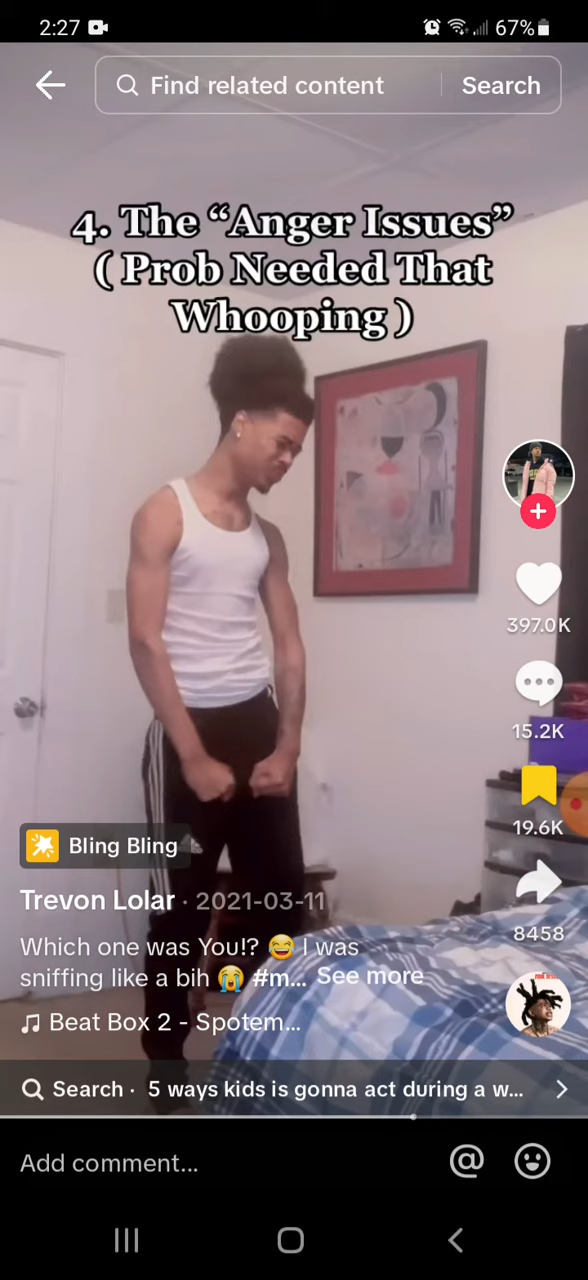 2:27
67%
Find related content
Search
4. The “Anger Issues”
( Prob Needed That
Whooping )
397.0K
15.2K
19.6K
Bling Bling
Trevon Lolar · 2021-03-11
8458
Which one was You!? 😂 I was
sniffing like a bih 😭 #m... See more
Beat Box 2 - Spotem...
Search · 5 ways kids is gonna act during a w...
Add comment...
@